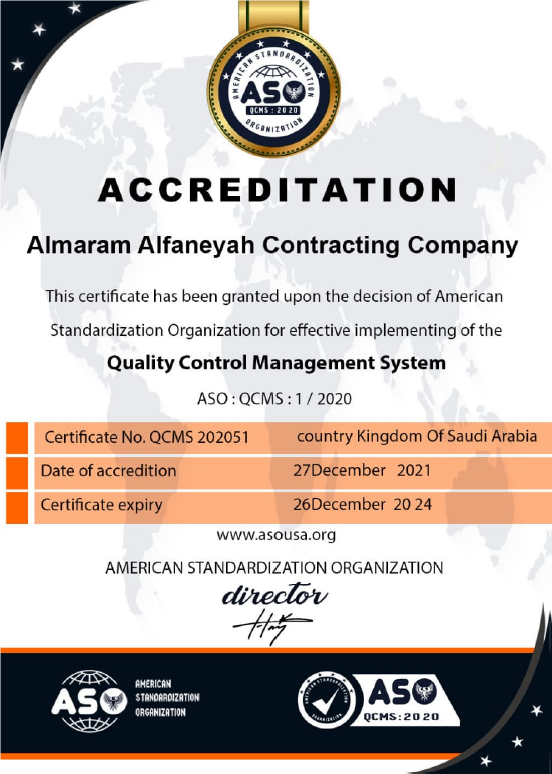 AMERICAN STANDARDIZATION
ASO
QCMS : 2020
ORGANIZATION
ACCREDITATION
Almaram Alfaneyah Contracting Company
This certificate has been granted upon the decision of American
Standardization Organization for effective implementing of the
Quality Control Management System
ASO : QCMS : 1 / 2020
Certificate No. QCMS 202051 country Kingdom Of Saudi Arabia
Date of accredition 27December 2021
Certificate expiry 26December 20 24
www.asousa.org
AMERICAN STANDARDIZATION ORGANIZATION
director
ASO
AMERICAN
STANDARDIZATION
ORGANIZATION
AMERICAN STANDARDIZATION
ORGANIZATION
ASO
QCMS:2020